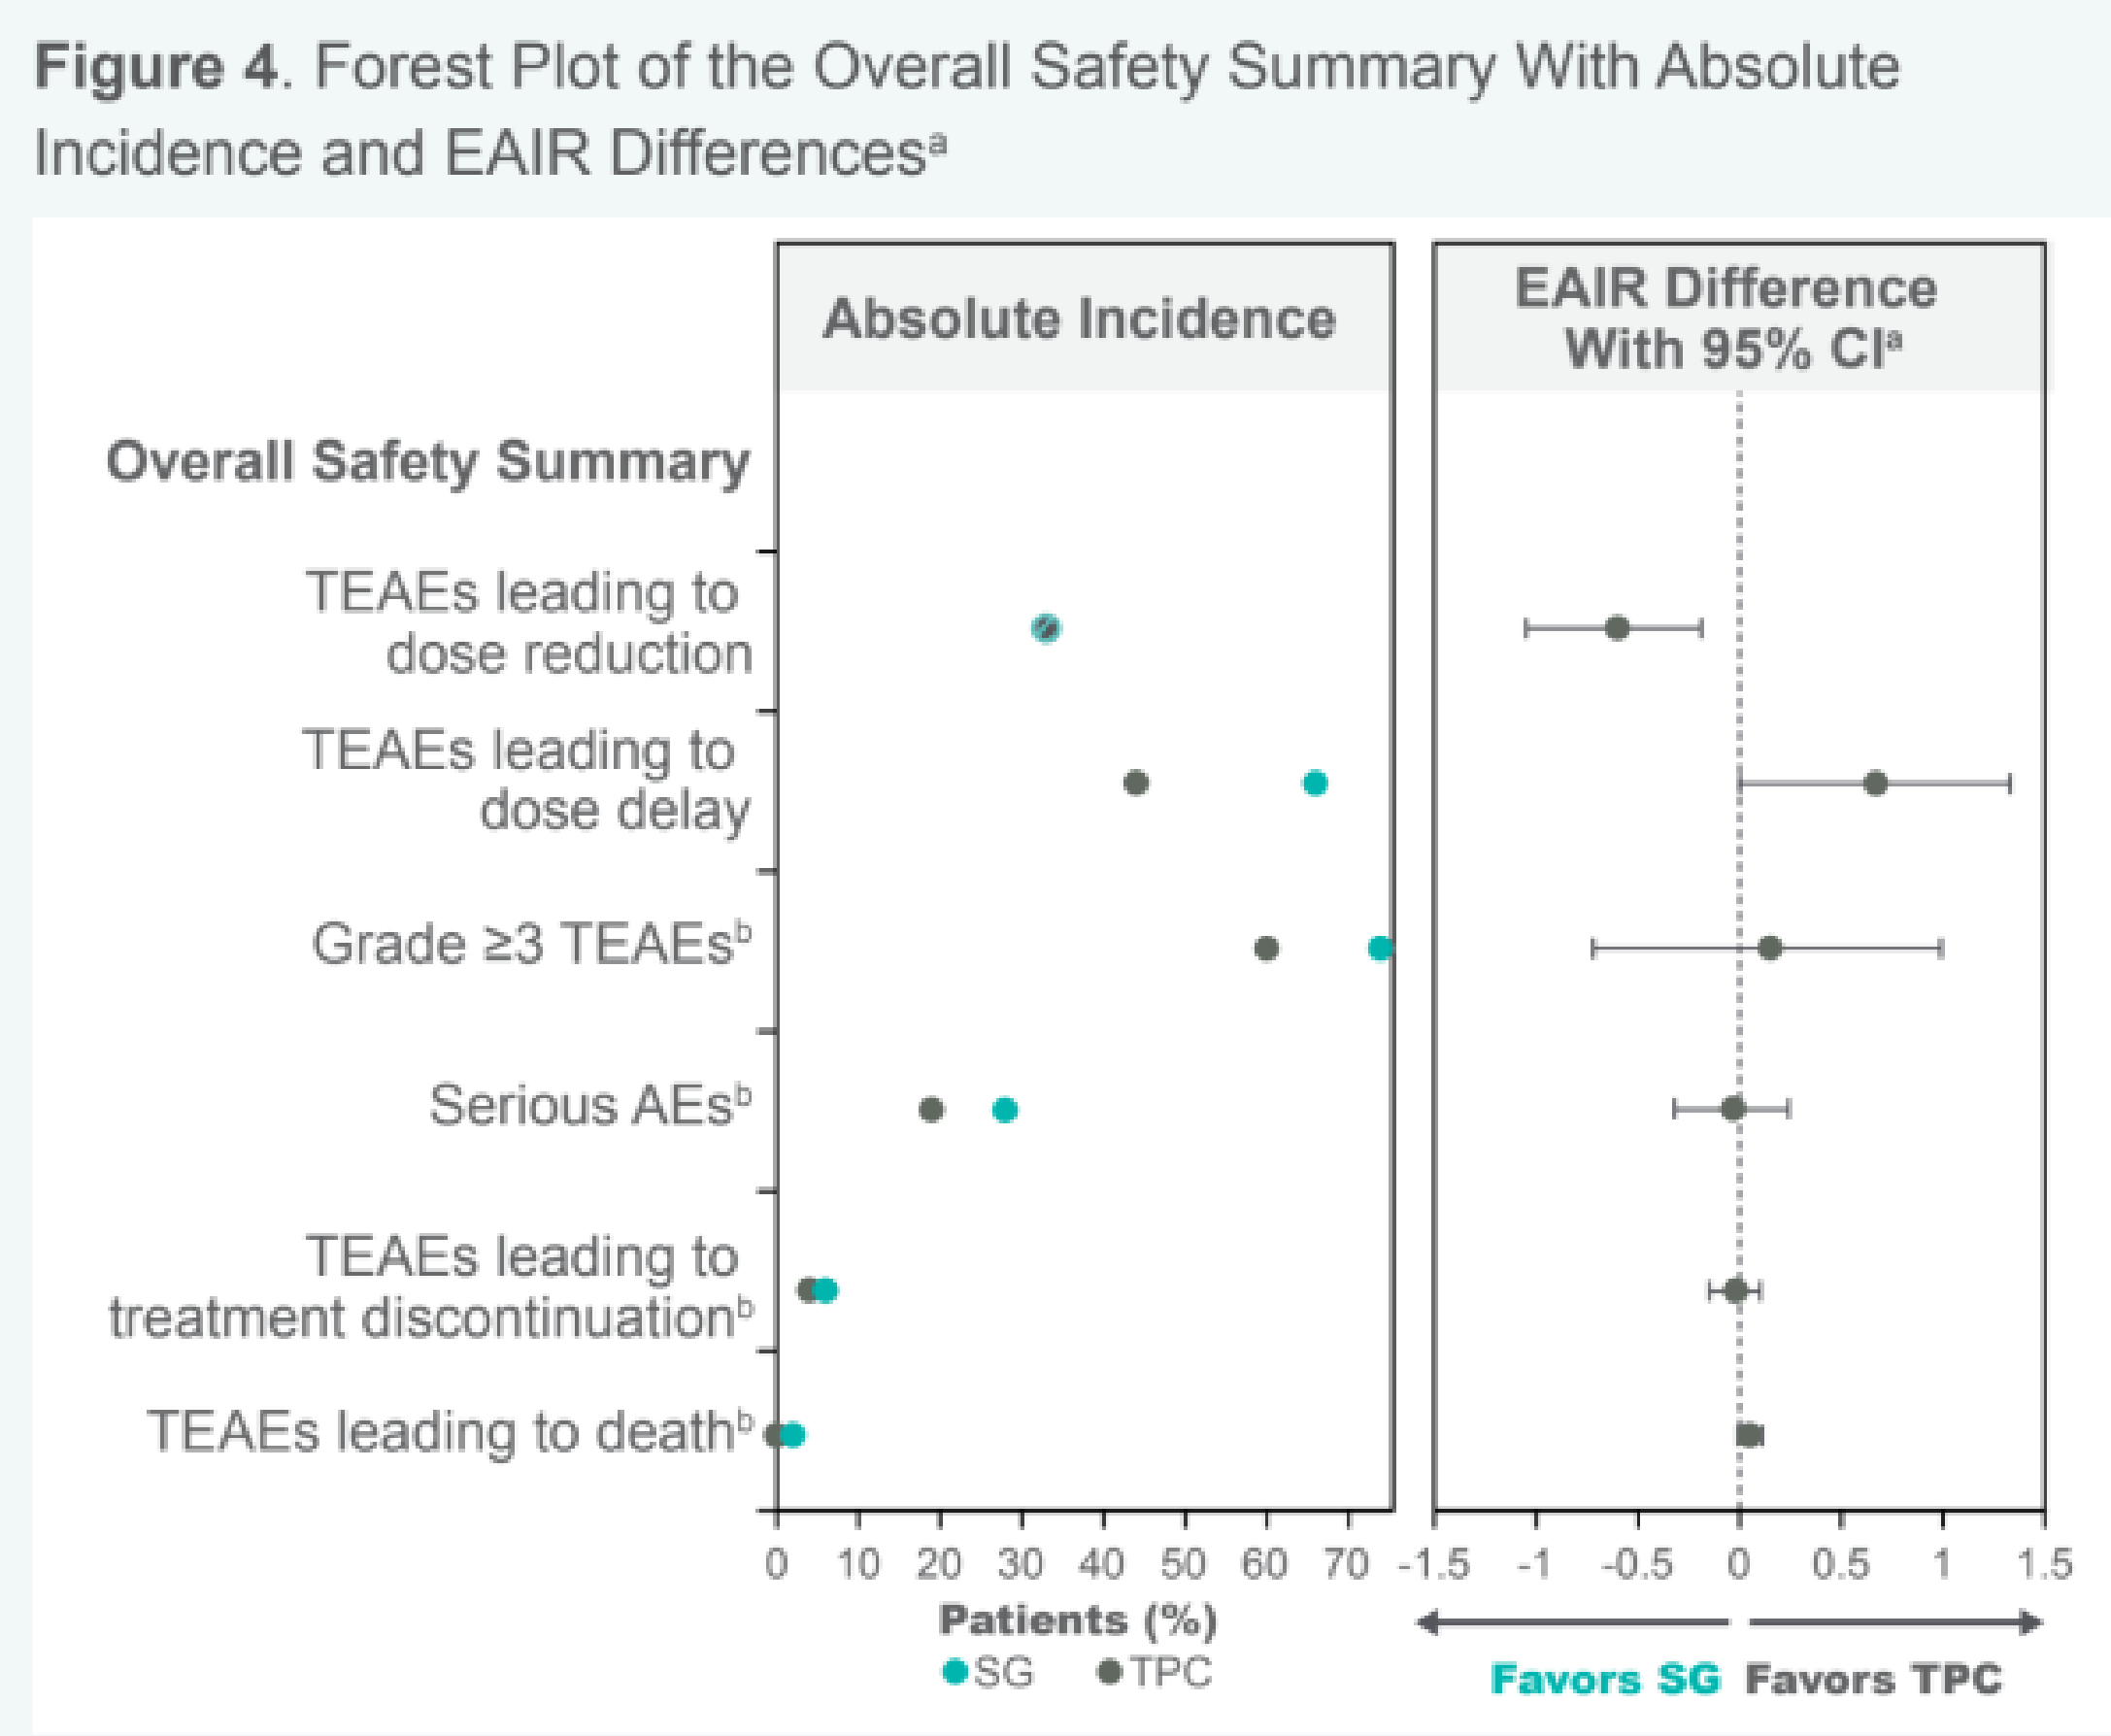 Figure 4. Forest Plot of the Overall Safety Summary With Absolute
Incidence and EAIR Differencesᵃ
Absolute Incidence
EAIR Difference
With 95% CIᵃ
Overall Safety Summary
TEAEs leading to
dose reduction
TEAEs leading to
dose delay
Grade ≥3 TEAEsᵇ
Serious AEsᵇ
TEAEs leading to
treatment discontinuationᵇ
TEAEs leading to deathᵇ
0 10 20 30 40 50 60 70
-1.5 -1 -0.5 0 0.5 1 1.5
Patients (%)
SG TPC
Favors SG Favors TPC